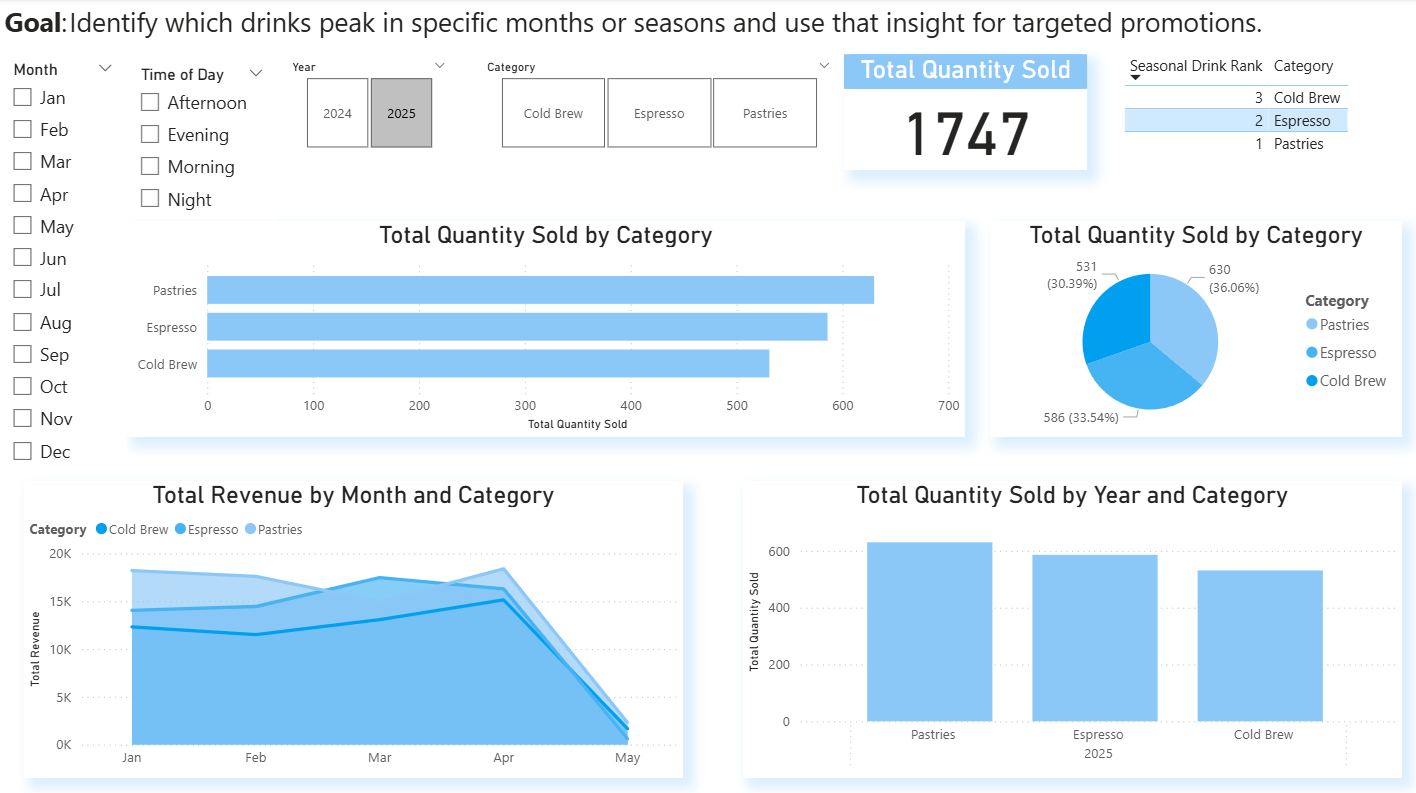 Goal:Identify which drinks peak in specific months or seasons and use that insight for targeted promotions.
Month
Jan
Feb
Mar
Apr
May
Jun
Jul
Aug
Sep
Oct
Nov
Dec
Time of Day
Afternoon
Evening
Morning
Night
Year
2024
2025
Category
Cold Brew
Espresso
Pastries
Total Quantity Sold
1747
Seasonal Drink Rank Category
3 Cold Brew
2 Espresso
1 Pastries
Total Quantity Sold by Category
Pastries
Espresso
Cold Brew
0 100 200 300 400 500 600 700
Total Quantity Sold
Total Quantity Sold by Category
531
(30.39%)
630
(36.06%)
586 (33.54%)
Category
Pastries
Espresso
Cold Brew
Total Revenue by Month and Category
Category Cold Brew Espresso Pastries
Total Revenue
20K
15K
10K
5K
0K
Jan Feb Mar Apr May
Total Quantity Sold by Year and Category
Total Quantity Sold
600
400
200
0
Pastries Espresso Cold Brew
2025